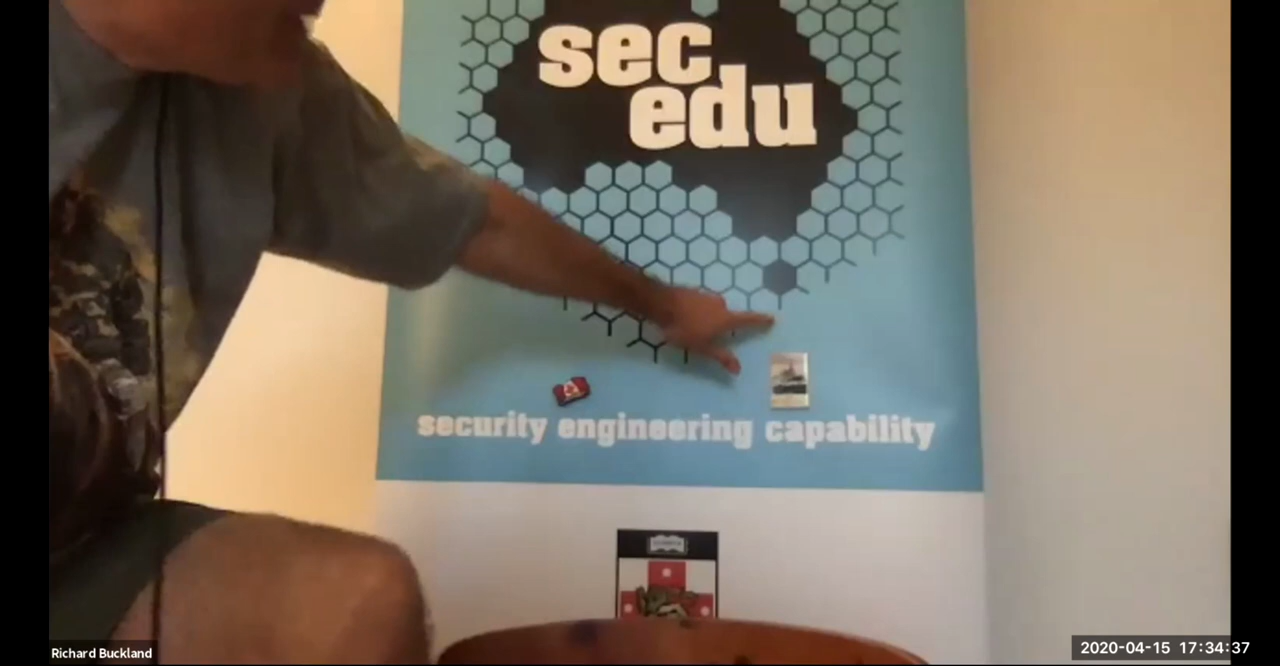 sec
edu
security engineering capability
Richard Buckland
2020-04-15 17:34:37